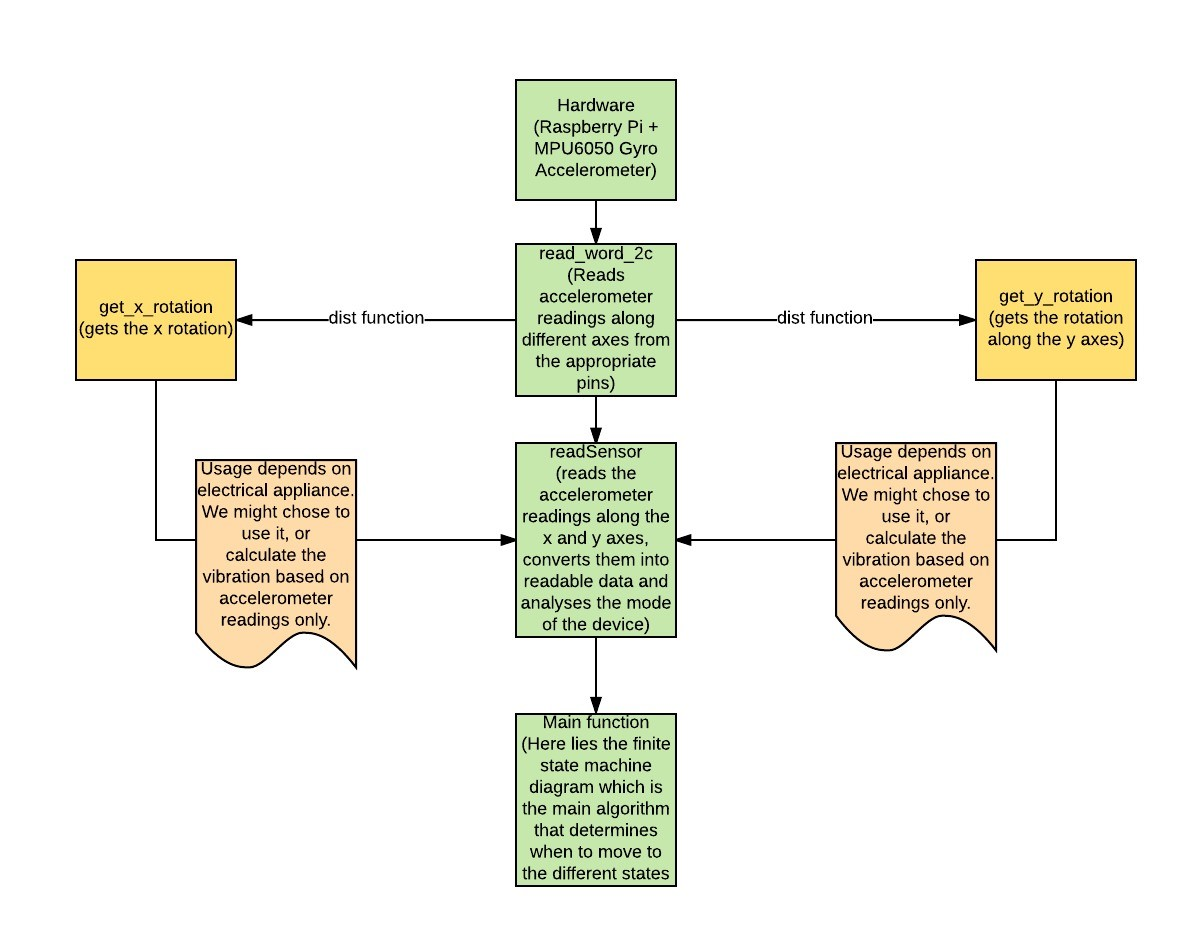 Hardware
(Raspberry Pi +
MPU6050 Gyro
Accelerometer)
read_word_2c
(Reads
accelerometer
readings along
different axes from
the appropriate
pins)
get_x_rotation
(gets the x rotation)
dist function
dist function
get_y_rotation
(gets the rotation
along the y axes)
Usage depends on
electrical appliance.
We might chose to
use it, or
calculate the
vibration based on
accelerometer
readings only.
readSensor
(reads the
accelerometer
readings along the
x and y axes,
converts them into
readable data and
analyses the mode
of the device)
Usage depends on
electrical appliance.
We might chose to
use it, or
calculate the
vibration based on
accelerometer
readings only.
Main function
(Here lies the finite
state machine
diagram which is
the main algorithm
that determines
when to move to
the different states